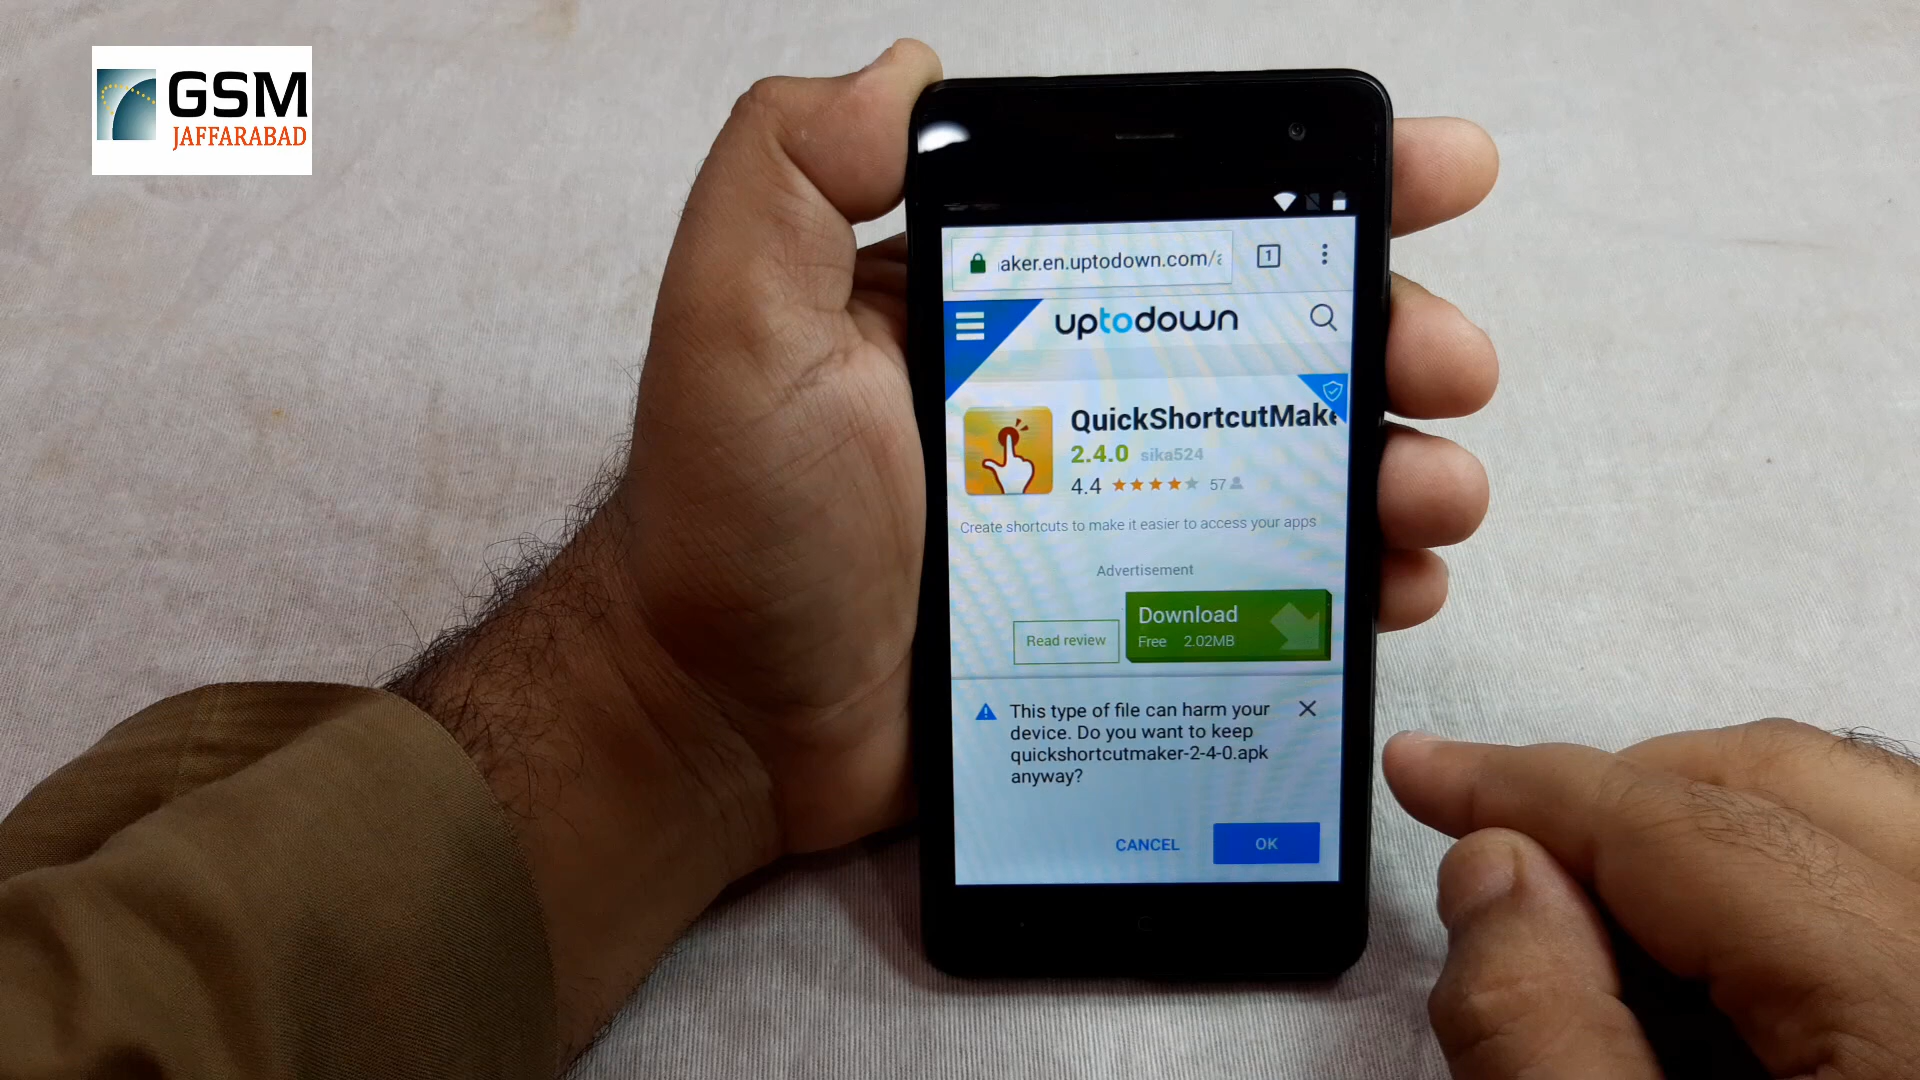 GSM
JAFFARABAD
aker.en.uptodown.com/
1
uptodown
QuickShortcutMake
2.4.0 sika524
4.4 57
Create shortcuts to make it easier to access your apps
Advertisement
Read review
Download
Free 2.02MB
This type of file can harm your
device. Do you want to keep
quickshortcutmaker-2-4-0.apk
anyway?
CANCEL OK